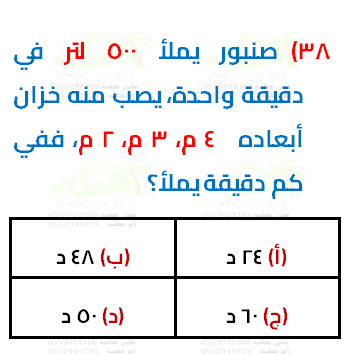 ٣٨) صنبور يملأ ٥٠٠ لتر في
دقيقة واحدة، يصب منه خزان
أبعاده ٤ م، ٣ م، ٢ م، ففي
كم دقيقة يملأ؟
(أ) ٢٤ د (ب) ٤٨ د
(ج) ٦٠ د (د) ٥٠ د